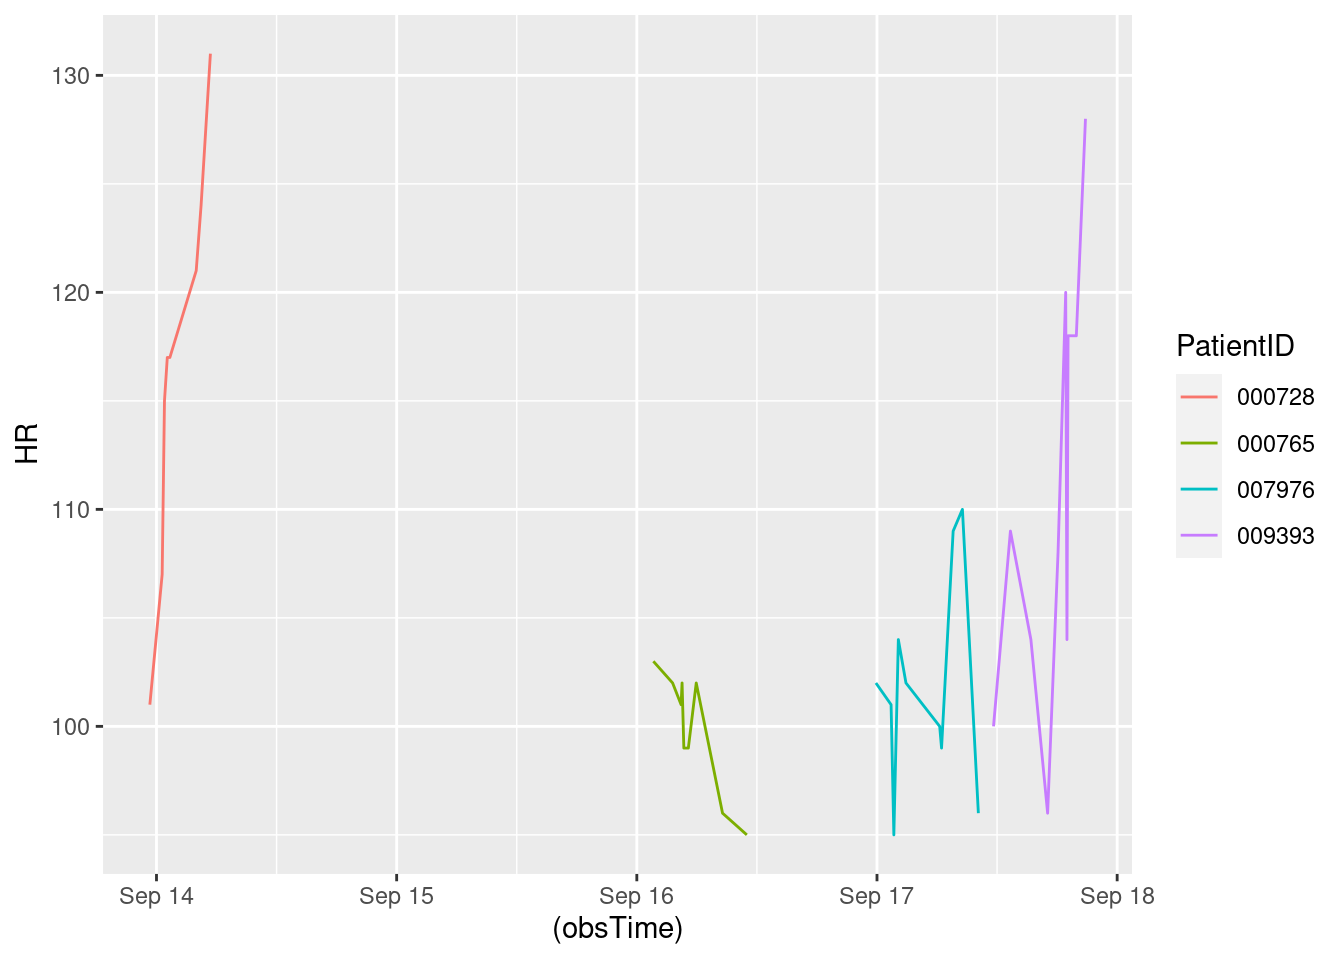 130
120
110
100
HR
Sep 14
Sep 15
Sep 16
Sep 17
Sep 18
(obsTime)
PatientID
000728
000765
007976
009393